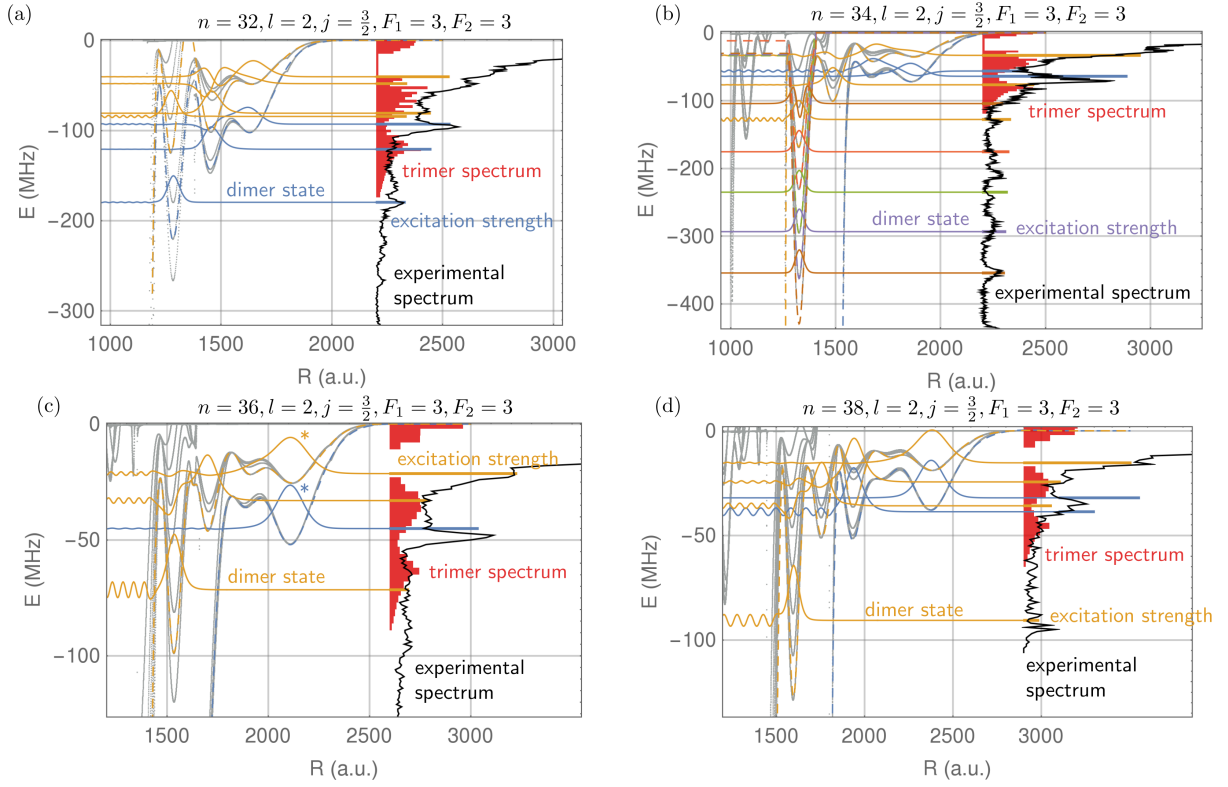 (a)
n = 32, l = 2, j = 3/2, F₁ = 3, F₂ = 3
0
−100
−200
−300
E (MHz)
trimer spectrum
dimer state
excitation strength
experimental
spectrum
1000
1500
2000
2500
3000
R (a.u.)
(b)
n = 34, l = 2, j = 3/2, F₁ = 3, F₂ = 3
0
−100
−200
−300
−400
E (MHz)
trimer spectrum
dimer state
excitation strength
experimental spectrum
1000
1500
2000
2500
3000
R (a.u.)
(c)
n = 36, l = 2, j = 3/2, F₁ = 3, F₂ = 3
0
−50
−100
E (MHz)
*
excitation strength
*
dimer state
trimer spectrum
experimental
spectrum
1500
2000
2500
3000
R (a.u.)
(d)
n = 38, l = 2, j = 3/2, F₁ = 3, F₂ = 3
0
−50
−100
E (MHz)
trimer spectrum
dimer state
excitation strength
experimental
spectrum
1500
2000
2500
3000
R (a.u.)